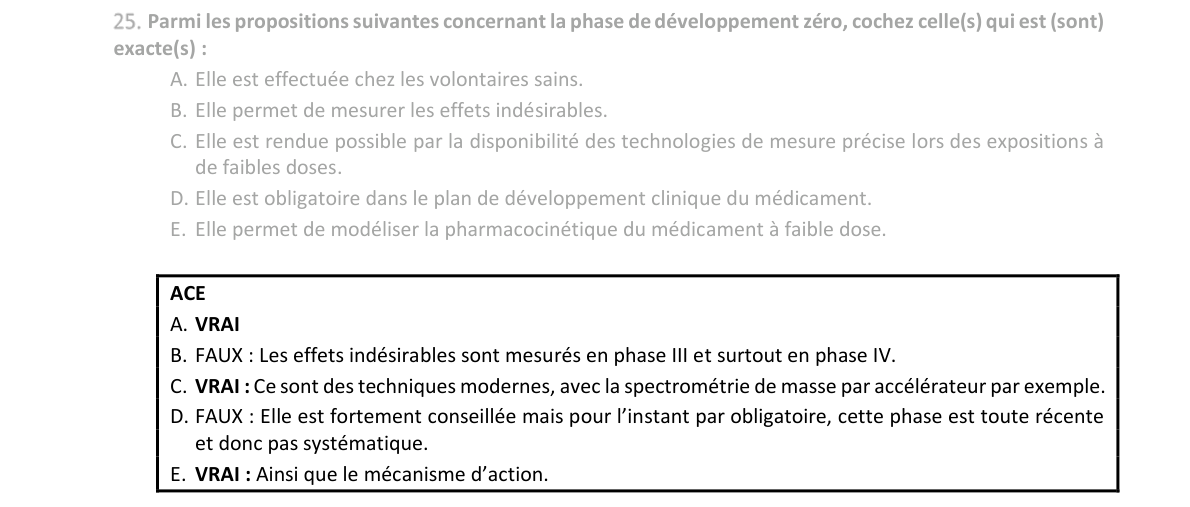 25. Parmi les propositions suivantes concernant la phase de développement zéro, cochez celle(s) qui est (sont)
exacte(s) :
A. Elle est effectuée chez les volontaires sains.
B. Elle permet de mesurer les effets indésirables.
C. Elle est rendue possible par la disponibilité des technologies de mesure précise lors des expositions à
de faibles doses.
D. Elle est obligatoire dans le plan de développement clinique du médicament.
E. Elle permet de modéliser la pharmacocinétique du médicament à faible dose.
ACE
A. VRAI
B. FAUX : Les effets indésirables sont mesurés en phase III et surtout en phase IV.
C. VRAI : Ce sont des techniques modernes, avec la spectrométrie de masse par accélérateur par exemple.
D. FAUX : Elle est fortement conseillée mais pour l’instant par obligatoire, cette phase est toute récente
et donc pas systématique.
E. VRAI : Ainsi que le mécanisme d’action.